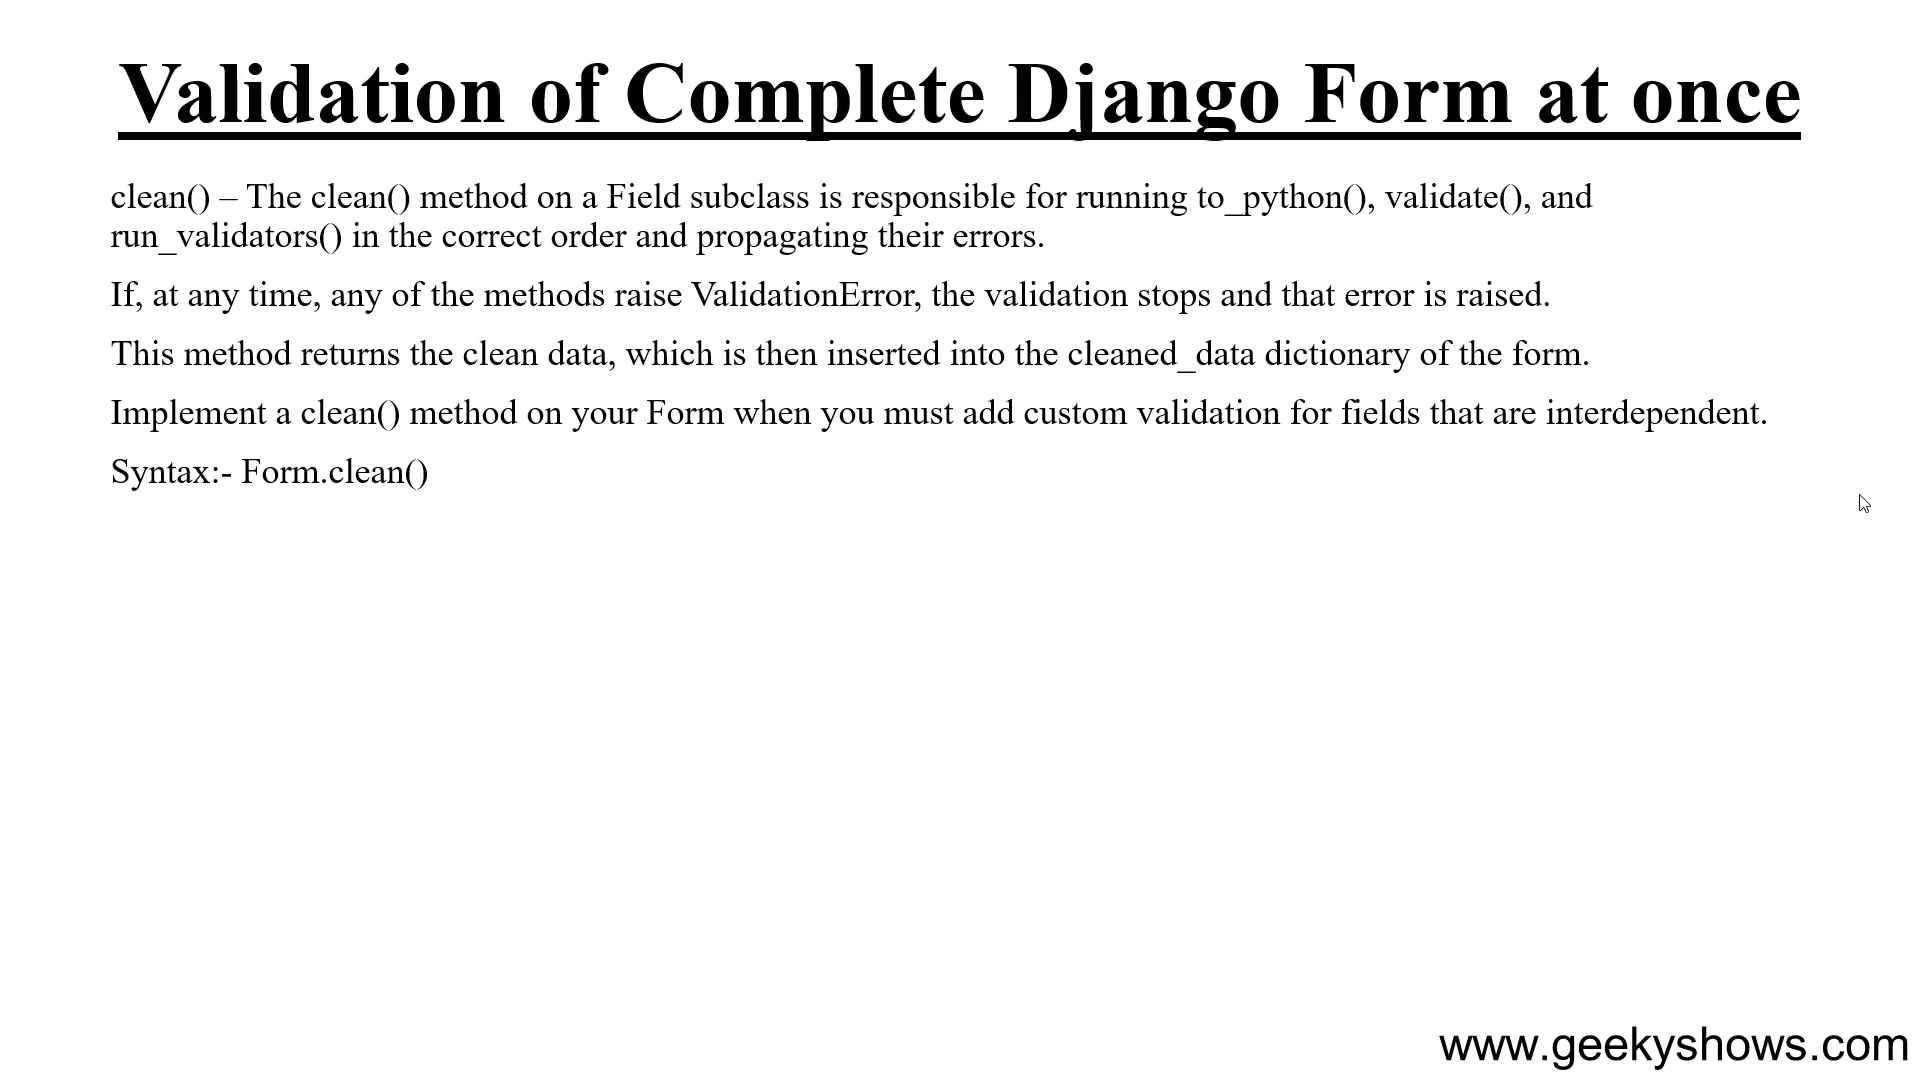 Validation of Complete Django Form at once
clean() – The clean() method on a Field subclass is responsible for running to_python(), validate(), and
run_validators() in the correct order and propagating their errors.
If, at any time, any of the methods raise ValidationError, the validation stops and that error is raised.
This method returns the clean data, which is then inserted into the cleaned_data dictionary of the form.
Implement a clean() method on your Form when you must add custom validation for fields that are interdependent.
Syntax:- Form.clean()
www.geekyshows.com